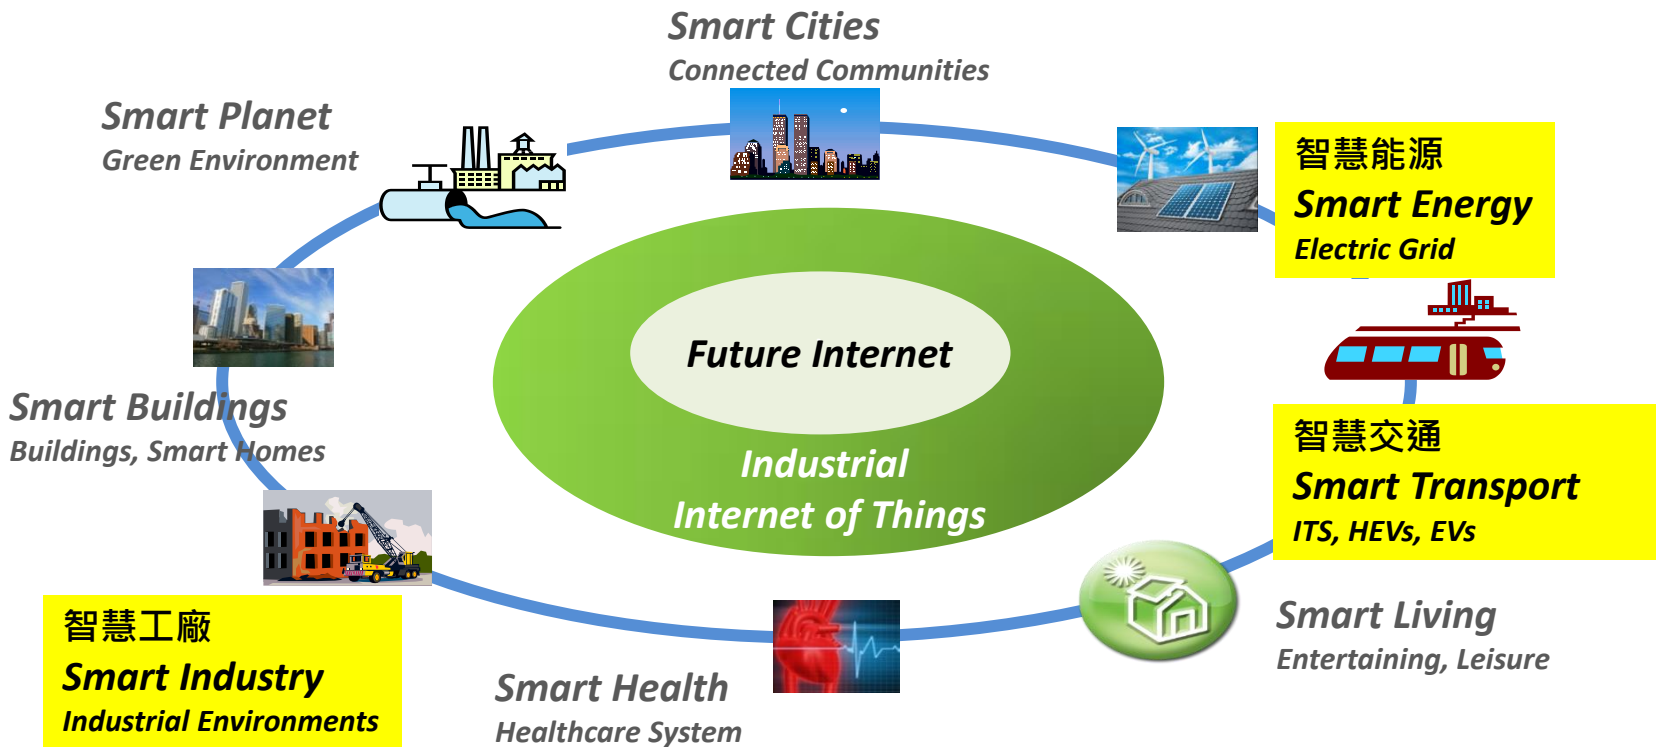 Smart Cities
Connected Communities
Smart Planet
Green Environment
智慧能源
Smart Energy
Electric Grid
Future Internet
Smart Buildings
Buildings, Smart Homes
智慧交通
Smart Transport
ITS, HEVs, EVs
Industrial
Internet of Things
智慧工廠
Smart Industry
Industrial Environments
Smart Health
Healthcare System
Smart Living
Entertaining, Leisure